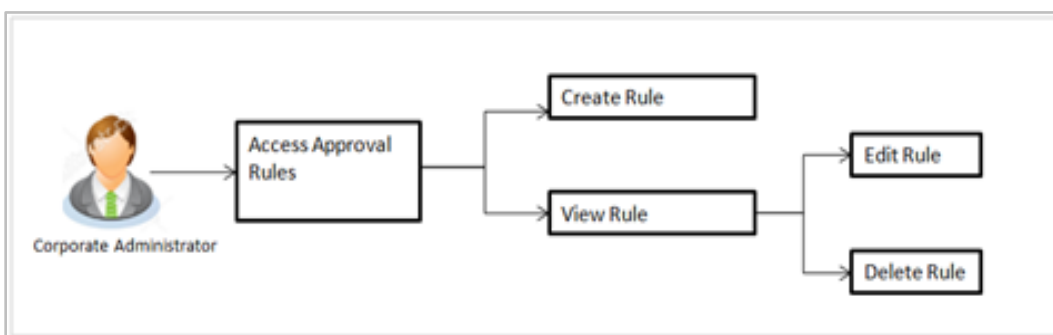 Create Rule
Access Approval
Rules
Edit Rule
View Rule
Corporate Administrator
Delete Rule